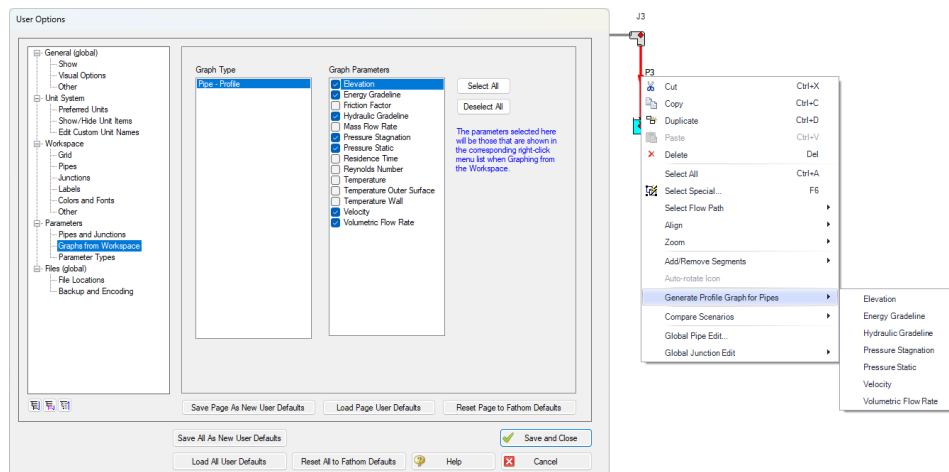 User Options
General (global)
Show
Visual Options
Other
Unit System
Preferred Units
Show/Hide Unit Items
Edit Custom Unit Names
Workspace
Grid
Pipes
Junctions
Labels
Colors and Fonts
Other
Parameters
Pipes and Junctions
Graphs from Workspace
Parameter Types
Files (global)
File Locations
Backup and Encoding
Graph Type
Pipe - Profile
Graph Parameters
Elevation
Energy Gradeline
Friction Factor
Hydraulic Gradeline
Mass Flow Rate
Pressure Stagnation
Pressure Static
Residence Time
Reynolds Number
Temperature
Temperature Outer Surface
Temperature Wall
Velocity
Volumetric Flow Rate
Select All
Deselect All
The parameters selected here
will be those that are shown in
the corresponding right-click
menu list when Graphing from
the Workspace.
Save Page As New User Defaults
Load Page User Defaults
Reset Page to Fathom Defaults
Save All As New User Defaults
Save and Close
Load All User Defaults
Reset All to Fathom Defaults
Help
Cancel
J3
P3
Cut Ctrl+X
Copy Ctrl+C
Duplicate Ctrl+D
Paste Ctrl+V
Delete Del
Select All Ctrl+A
Select Special... F6
Select Flow Path
Align
Zoom
Add/Remove Segments
Auto-rotate Icon
Generate Profile Graph for Pipes
Compare Scenarios
Global Pipe Edit...
Global Junction Edit
Elevation
Energy Gradeline
Hydraulic Gradeline
Pressure Stagnation
Pressure Static
Velocity
Volumetric Flow Rate